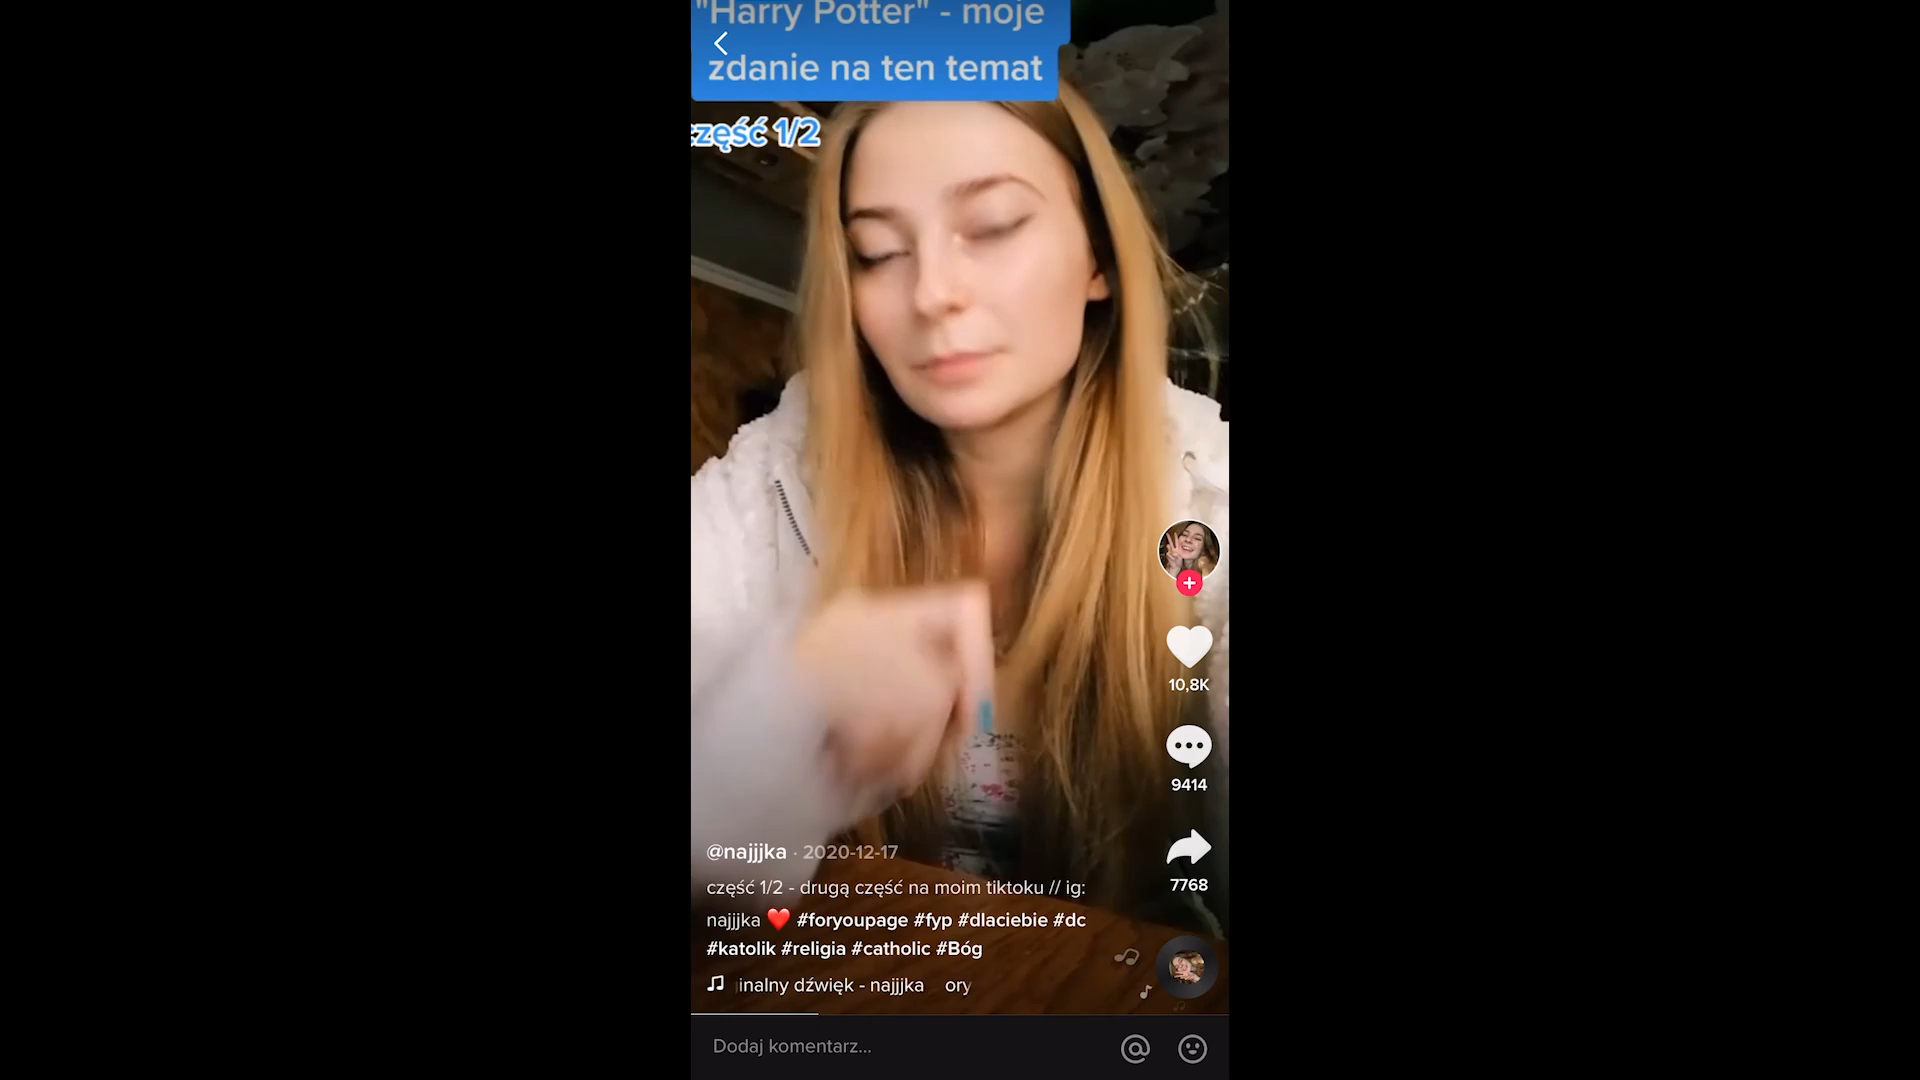 "Harry Potter" - moje
zdanie na ten temat
część 1/2
10,8K
9414
7768
@najjjka · 2020-12-17
część 1/2 - drugą część na moim tiktoku // ig:
najjjka ❤️ #foryoupage #fyp #dlaciebie #dc
#katolik #religia #catholic #Bóg
inalny dźwięk - najjjka ory
Dodaj komentarz...